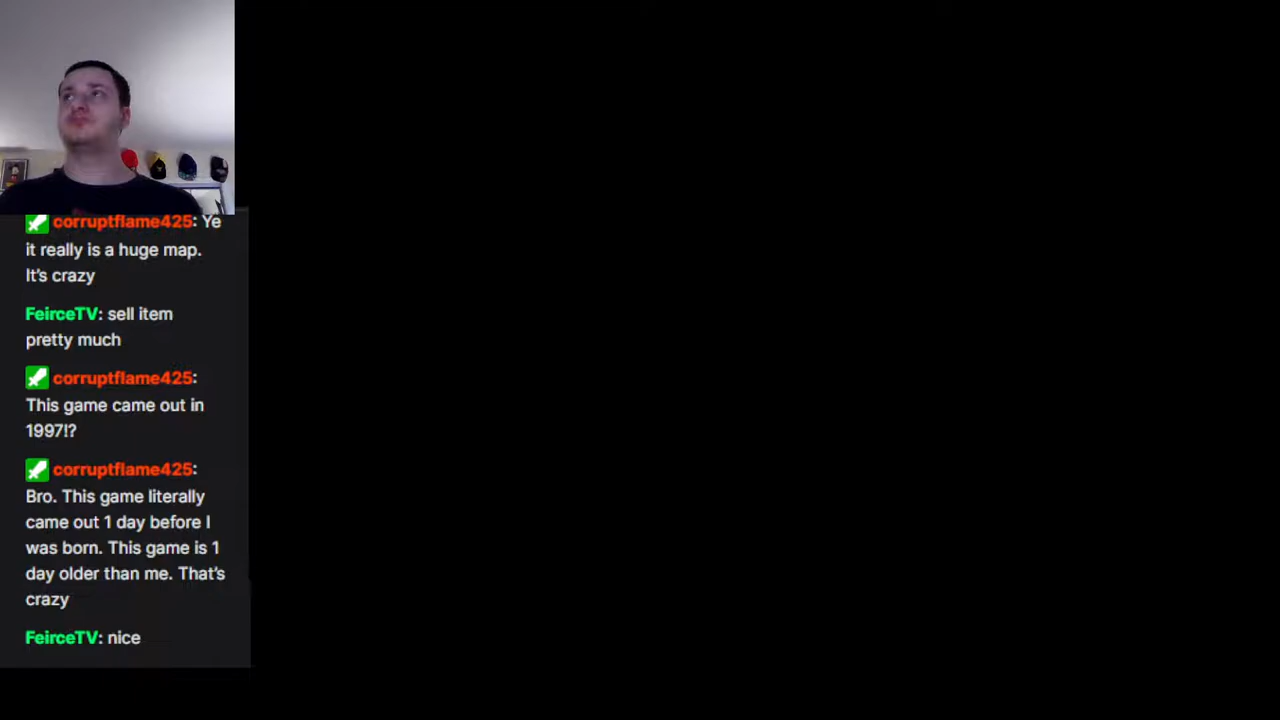 corruptflame425: Ye
it really is a huge map.
It's crazy
FeirceTV: sell item
pretty much
corruptflame425:
This game came out in
1997!?
corruptflame425:
Bro. This game literally
came out 1 day before I
was born. This game is 1
day older than me. That's
crazy
FeirceTV: nice